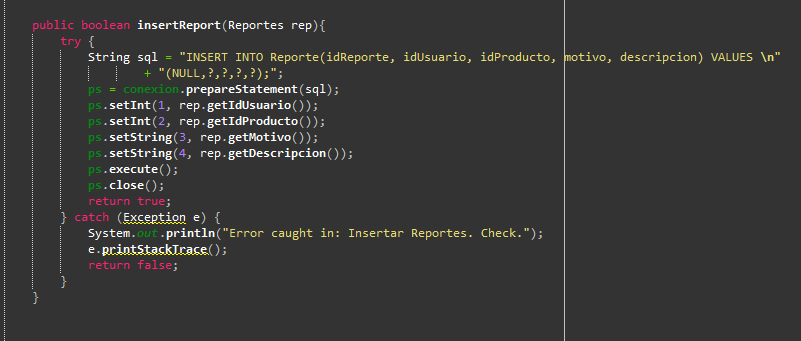 public boolean insertReport(Reportes rep){
try {
String sql = "INSERT INTO Reporte(idReporte, idUsuario, idProducto, motivo, descripcion) VALUES \n"
+ "(NULL,?,?,?,?);";
ps = conexion.prepareStatement(sql);
ps.setInt(1, rep.getIdUsuario());
ps.setInt(2, rep.getIdProducto());
ps.setString(3, rep.getMotivo());
ps.setString(4, rep.getDescripcion());
ps.execute();
ps.close();
return true;
} catch (Exception e) {
System.out.println("Error caught in: Insertar Reportes. Check.");
e.printStackTrace();
return false;
}
}